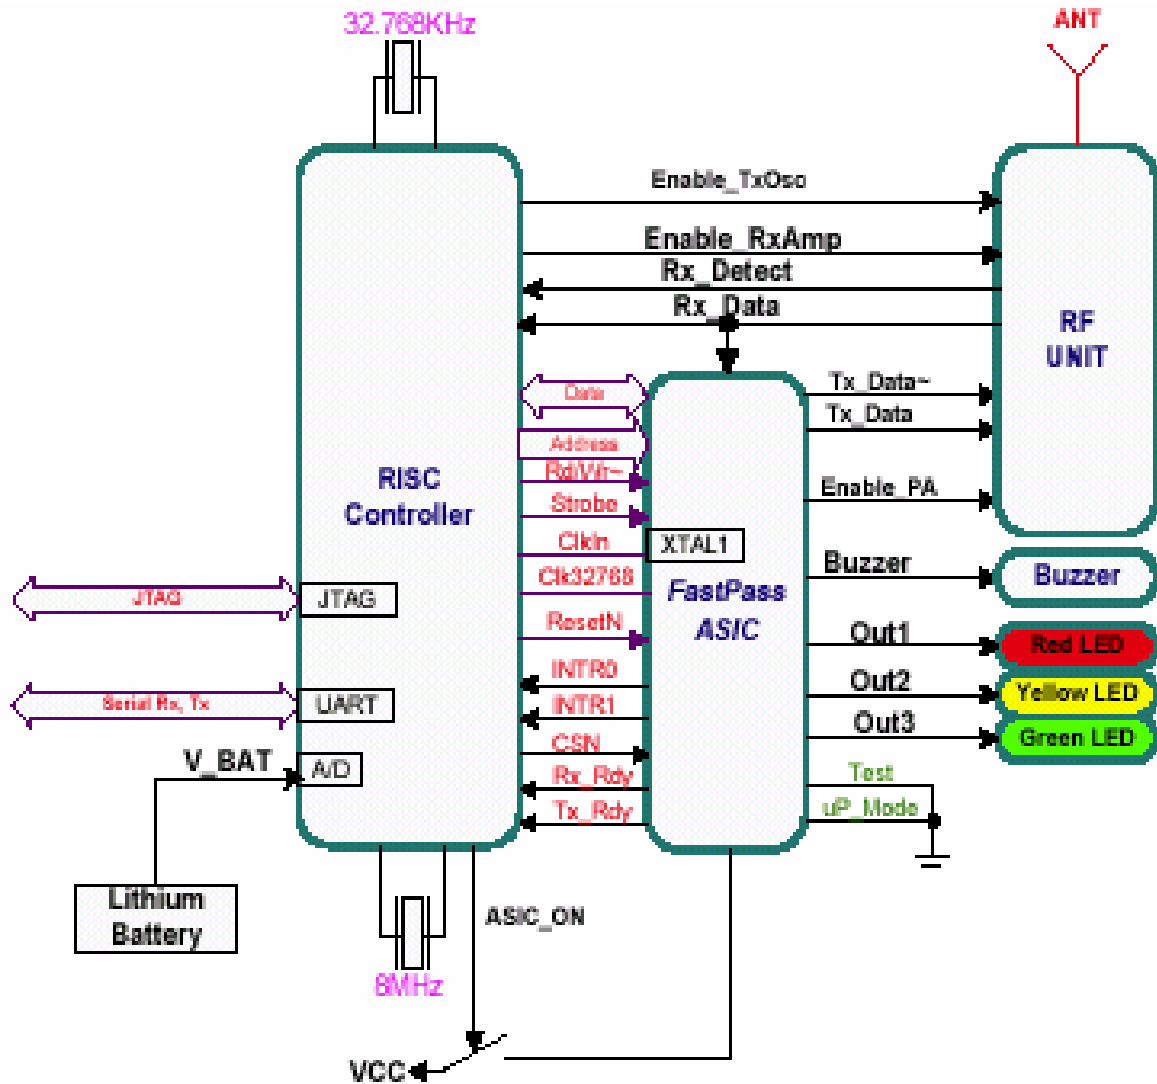 32.768KHz
ANT
Enable_TxOsc
Enable_RxAmp
Rx_Detect
Rx_Data
RF
UNIT
Data
Tx_Data~
Tx_Data
Address
Rd/Wr~
RISC
Controller
Enable_PA
Strobe
ClkIn
XTAL1
Buzzer
Buzzer
Clk32768
FastPass
ASIC
JTAG
JTAG
ResetN
Out1
Red LED
INTR0
Out2
Yellow LED
Serial Rx, Tx
UART
INTR1
Out3
Green LED
CSN
V_BAT
A/D
Rx_Rdy
Test
Tx_Rdy
uP_Mode
Lithium
Battery
ASIC_ON
8MHz
VCC